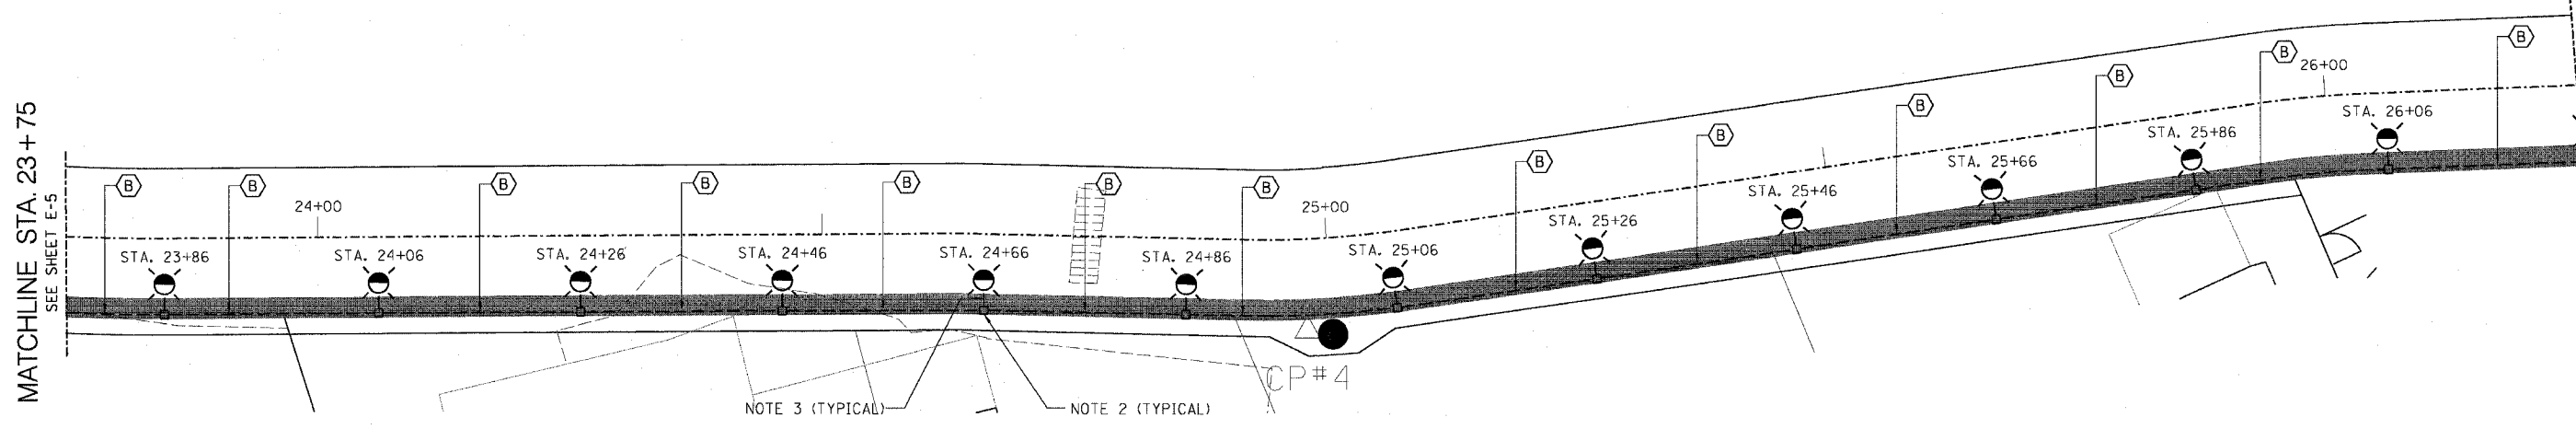 MATCHLINE STA. 23+75
SEE SHEET E-5
B
B
B
B
B
B
B
B
B
B
B
B
B
24+00
25+00
26+00
STA. 23+86
STA. 24+06
STA. 24+26
STA. 24+46
STA. 24+66
STA. 24+86
STA. 25+06
STA. 25+26
STA. 25+46
STA. 25+66
STA. 25+86
STA. 26+06
CP#4
NOTE 3 (TYPICAL)
NOTE 2 (TYPICAL)